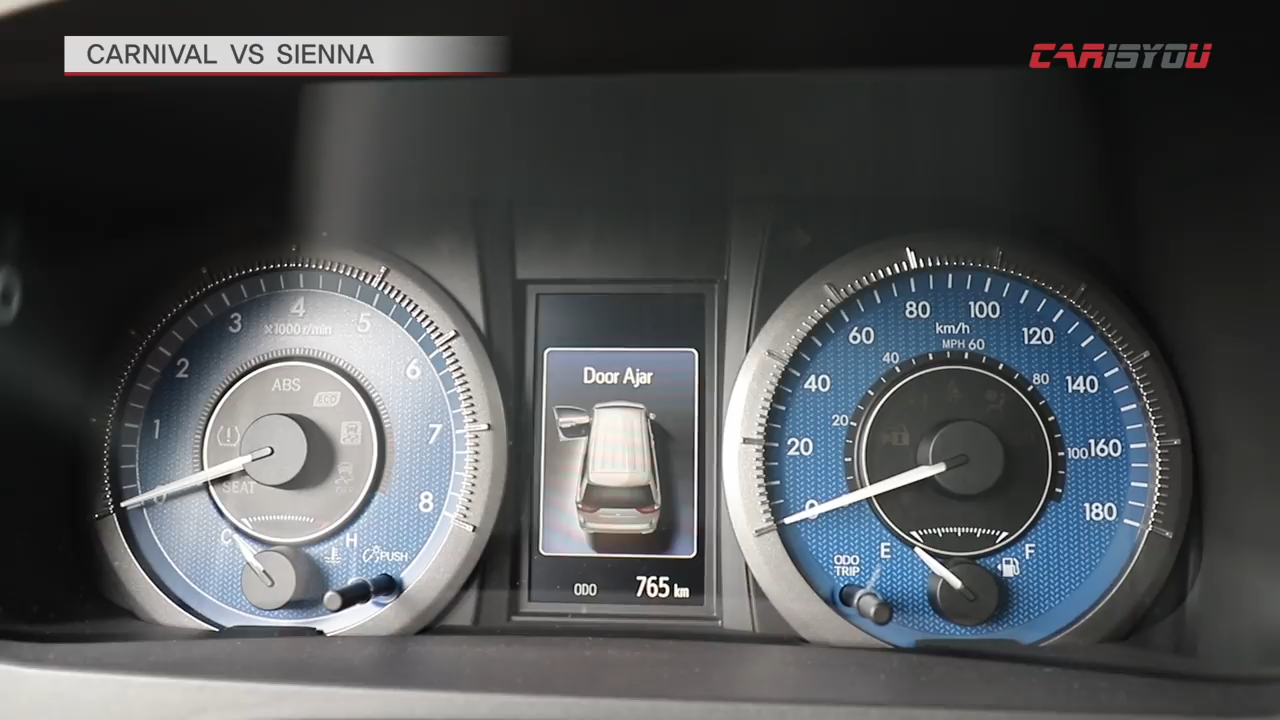 CARNIVAL VS SIENNA
CARISYOU
4
3
5
×1000 r/min
2
6
ABS
ECO
1
7
0
SEAT
8
C
H
PUSH
Door Ajar
ODO 765 km
80
100
60
km/h
120
MPH 60
40
40
80
140
20
20
100
160
0
180
ODO
TRIP
E
F